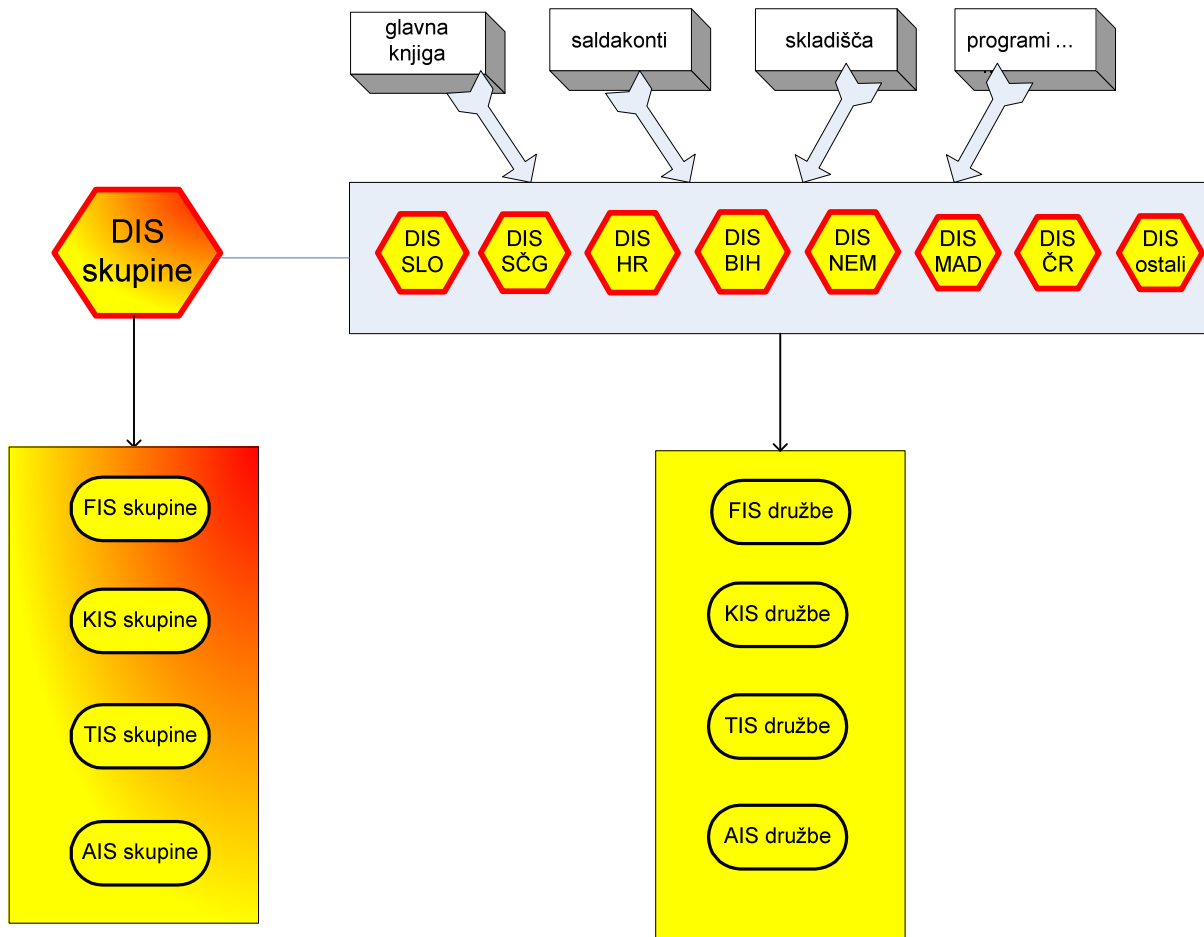 glavna
knjiga
saldakonti
skladišča
programi ...
DIS
skupine
DIS
SLO
DIS
SČG
DIS
HR
DIS
BIH
DIS
NEM
DIS
MAD
DIS
ČR
DIS
ostali
FIS skupine
KIS skupine
TIS skupine
AIS skupine
FIS družbe
KIS družbe
TIS družbe
AIS družbe